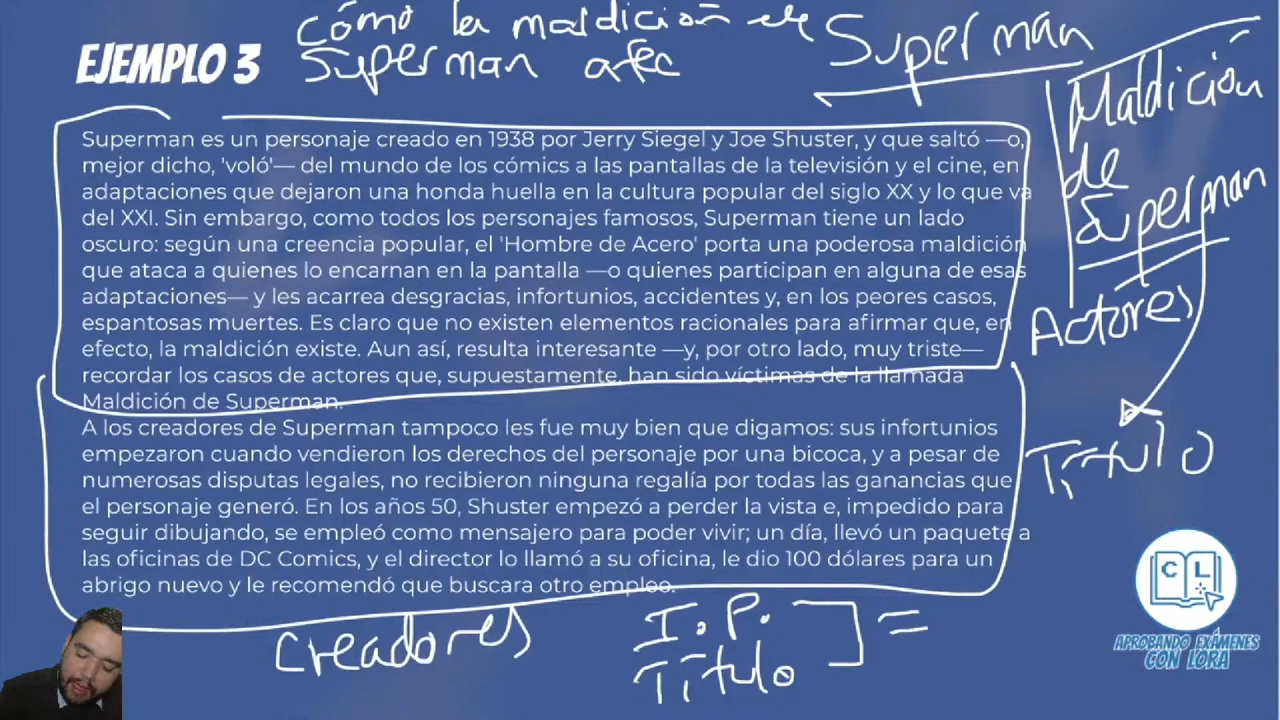 cómo la maldición de
Superman afec
Superman
EJEMPLO 3
Maldición
de
Superman
Actores
Título
Superman es un personaje creado en 1938 por Jerry Siegel y Joe Shuster, y que saltó —o,
mejor dicho, 'voló'— del mundo de los cómics a las pantallas de la televisión y el cine, en
adaptaciones que dejaron una honda huella en la cultura popular del siglo XX y lo que va
del XXI. Sin embargo, como todos los personajes famosos, Superman tiene un lado
oscuro: según una creencia popular, el 'Hombre de Acero' porta una poderosa maldición
que ataca a quienes lo encarnan en la pantalla —o quienes participan en alguna de esas
adaptaciones— y les acarrea desgracias, infortunios, accidentes y, en los peores casos,
espantosas muertes. Es claro que no existen elementos racionales para afirmar que, en
efecto, la maldición existe. Aun así, resulta interesante —y, por otro lado, muy triste—
recordar los casos de actores que, supuestamente, han sido víctimas de la llamada
Maldición de Superman.
A los creadores de Superman tampoco les fue muy bien que digamos: sus infortunios
empezaron cuando vendieron los derechos del personaje por una bicoca, y a pesar de
numerosas disputas legales, no recibieron ninguna regalía por todas las ganancias que
el personaje generó. En los años 50, Shuster empezó a perder la vista e, impedido para
seguir dibujando, se empleó como mensajero para poder vivir; un día, llevó un paquete a
las oficinas de DC Comics, y el director lo llamó a su oficina, le dio 100 dólares para un
abrigo nuevo y le recomendó que buscara otro empleo.
creadores
I.P.
Título
=
C L
APROBANDO EXÁMENES
CON LORA